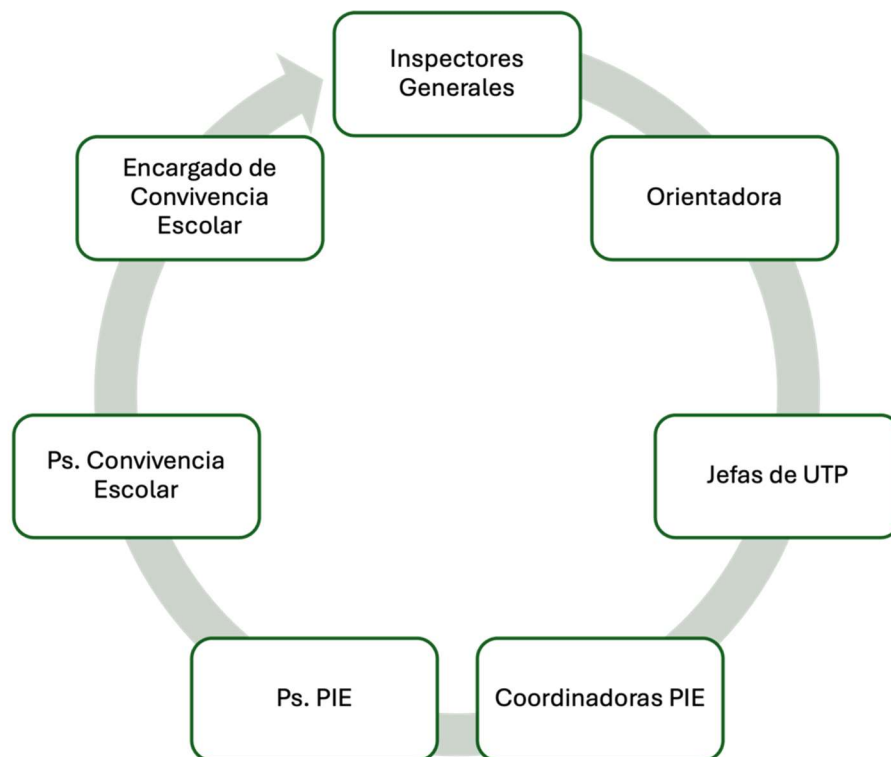 Inspectores
Generales
Orientadora
Jefas de UTP
Coordinadoras PIE
Ps. PIE
Ps. Convivencia
Escolar
Encargado de
Convivencia
Escolar